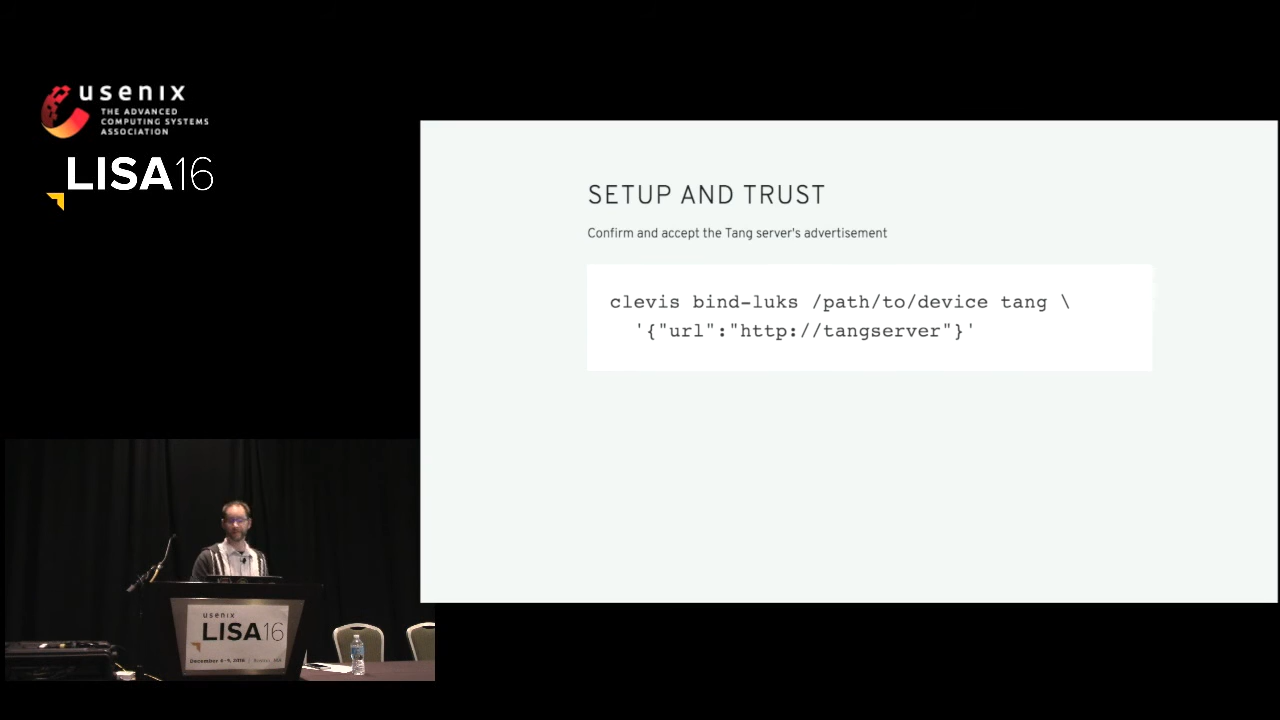 usenix
THE ADVANCED
COMPUTING SYSTEMS
ASSOCIATION
LISA16
SETUP AND TRUST
Confirm and accept the Tang server's advertisement
clevis bind-luks /path/to/device tang \
'{"url":"http://tangserver"}'
usenix
LISA16